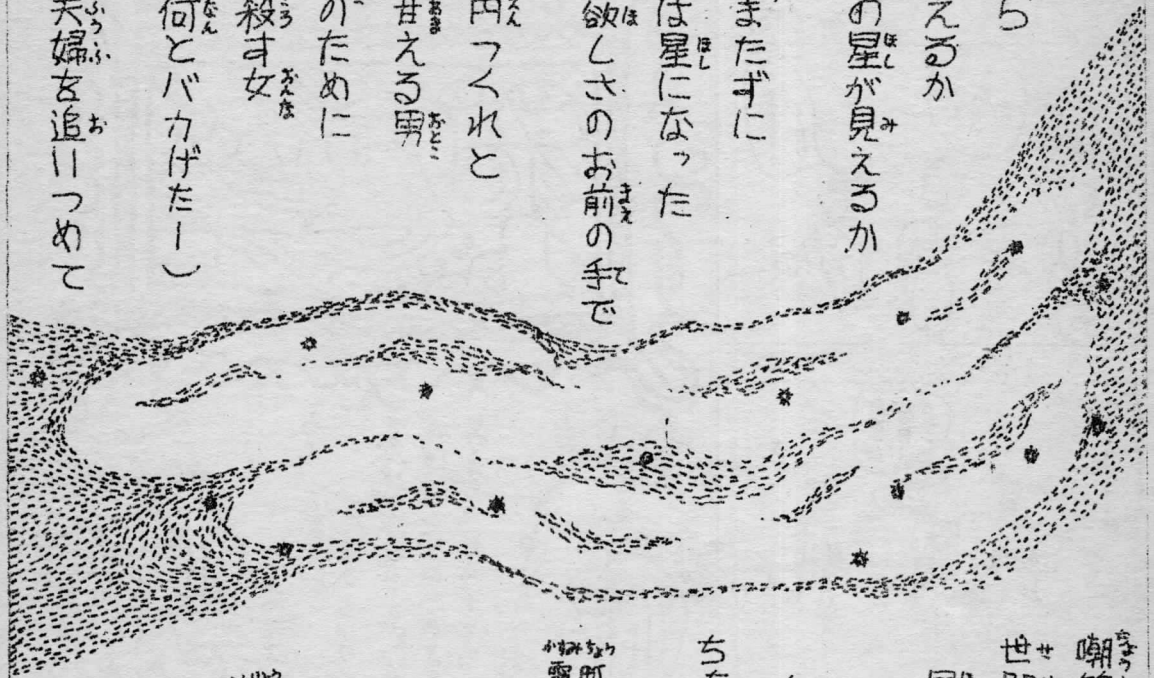 ら
えるか
の星が見えるか
またずに
は星になった
欲しさのお前の手で
円つくれと
甘える男
のために
殺す女
何とバカげたー)
夫婦を追いつめて
嘲
世間
ちた
霞町